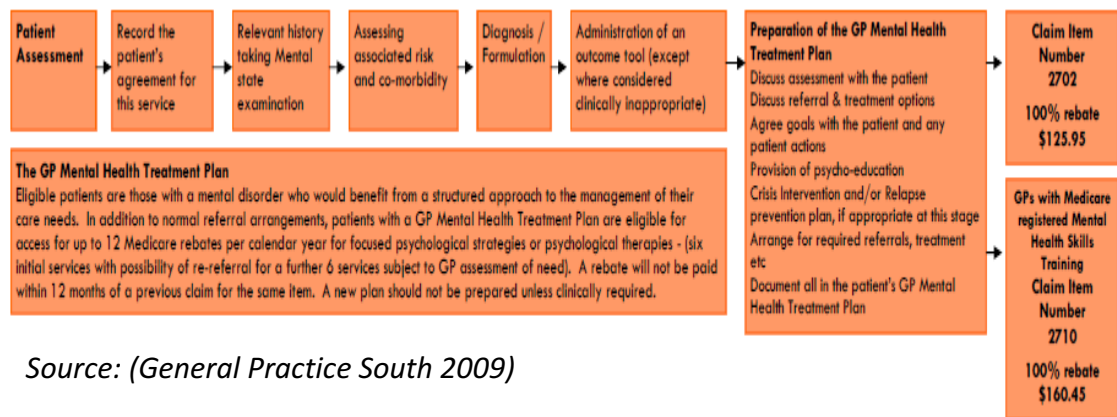 Patient
Assessment
Record the
patient's
agreement for
this service
Relevant history
taking Mental
state
examination
Assessing
associated risk
and co-morbidity
Diagnosis /
Formulation
Administration of an
outcome tool (except
where considered
clinically inappropriate)
Preparation of the GP Mental Health
Treatment Plan
Discuss assessment with the patient
Discuss referral & treatment options
Agree goals with the patient and any
patient actions
Provision of psycho-education
Crisis Intervention and/or Relapse
prevention plan, if appropriate at this stage
Arrange for required referrals, treatment
etc
Document all in the patient's GP Mental
Health Treatment Plan
Claim Item
Number
2702
100% rebate
$125.95
GPs with Medicare
registered Mental
Health Skills
Training
Claim Item
Number
2710
100% rebate
$160.45
The GP Mental Health Treatment Plan
Eligible patients are those with a mental disorder who would benefit from a structured approach to the management of their
care needs. In addition to normal referral arrangements, patients with a GP Mental Health Treatment Plan are eligible for
access for up to 12 Medicare rebates per calendar year for focused psychological strategies or psychological therapies - (six
initial services with possibility of re-referral for a further 6 services subject to GP assessment of need). A rebate will not be paid
within 12 months of a previous claim for the same item. A new plan should not be prepared unless clinically required.
Source: (General Practice South 2009)